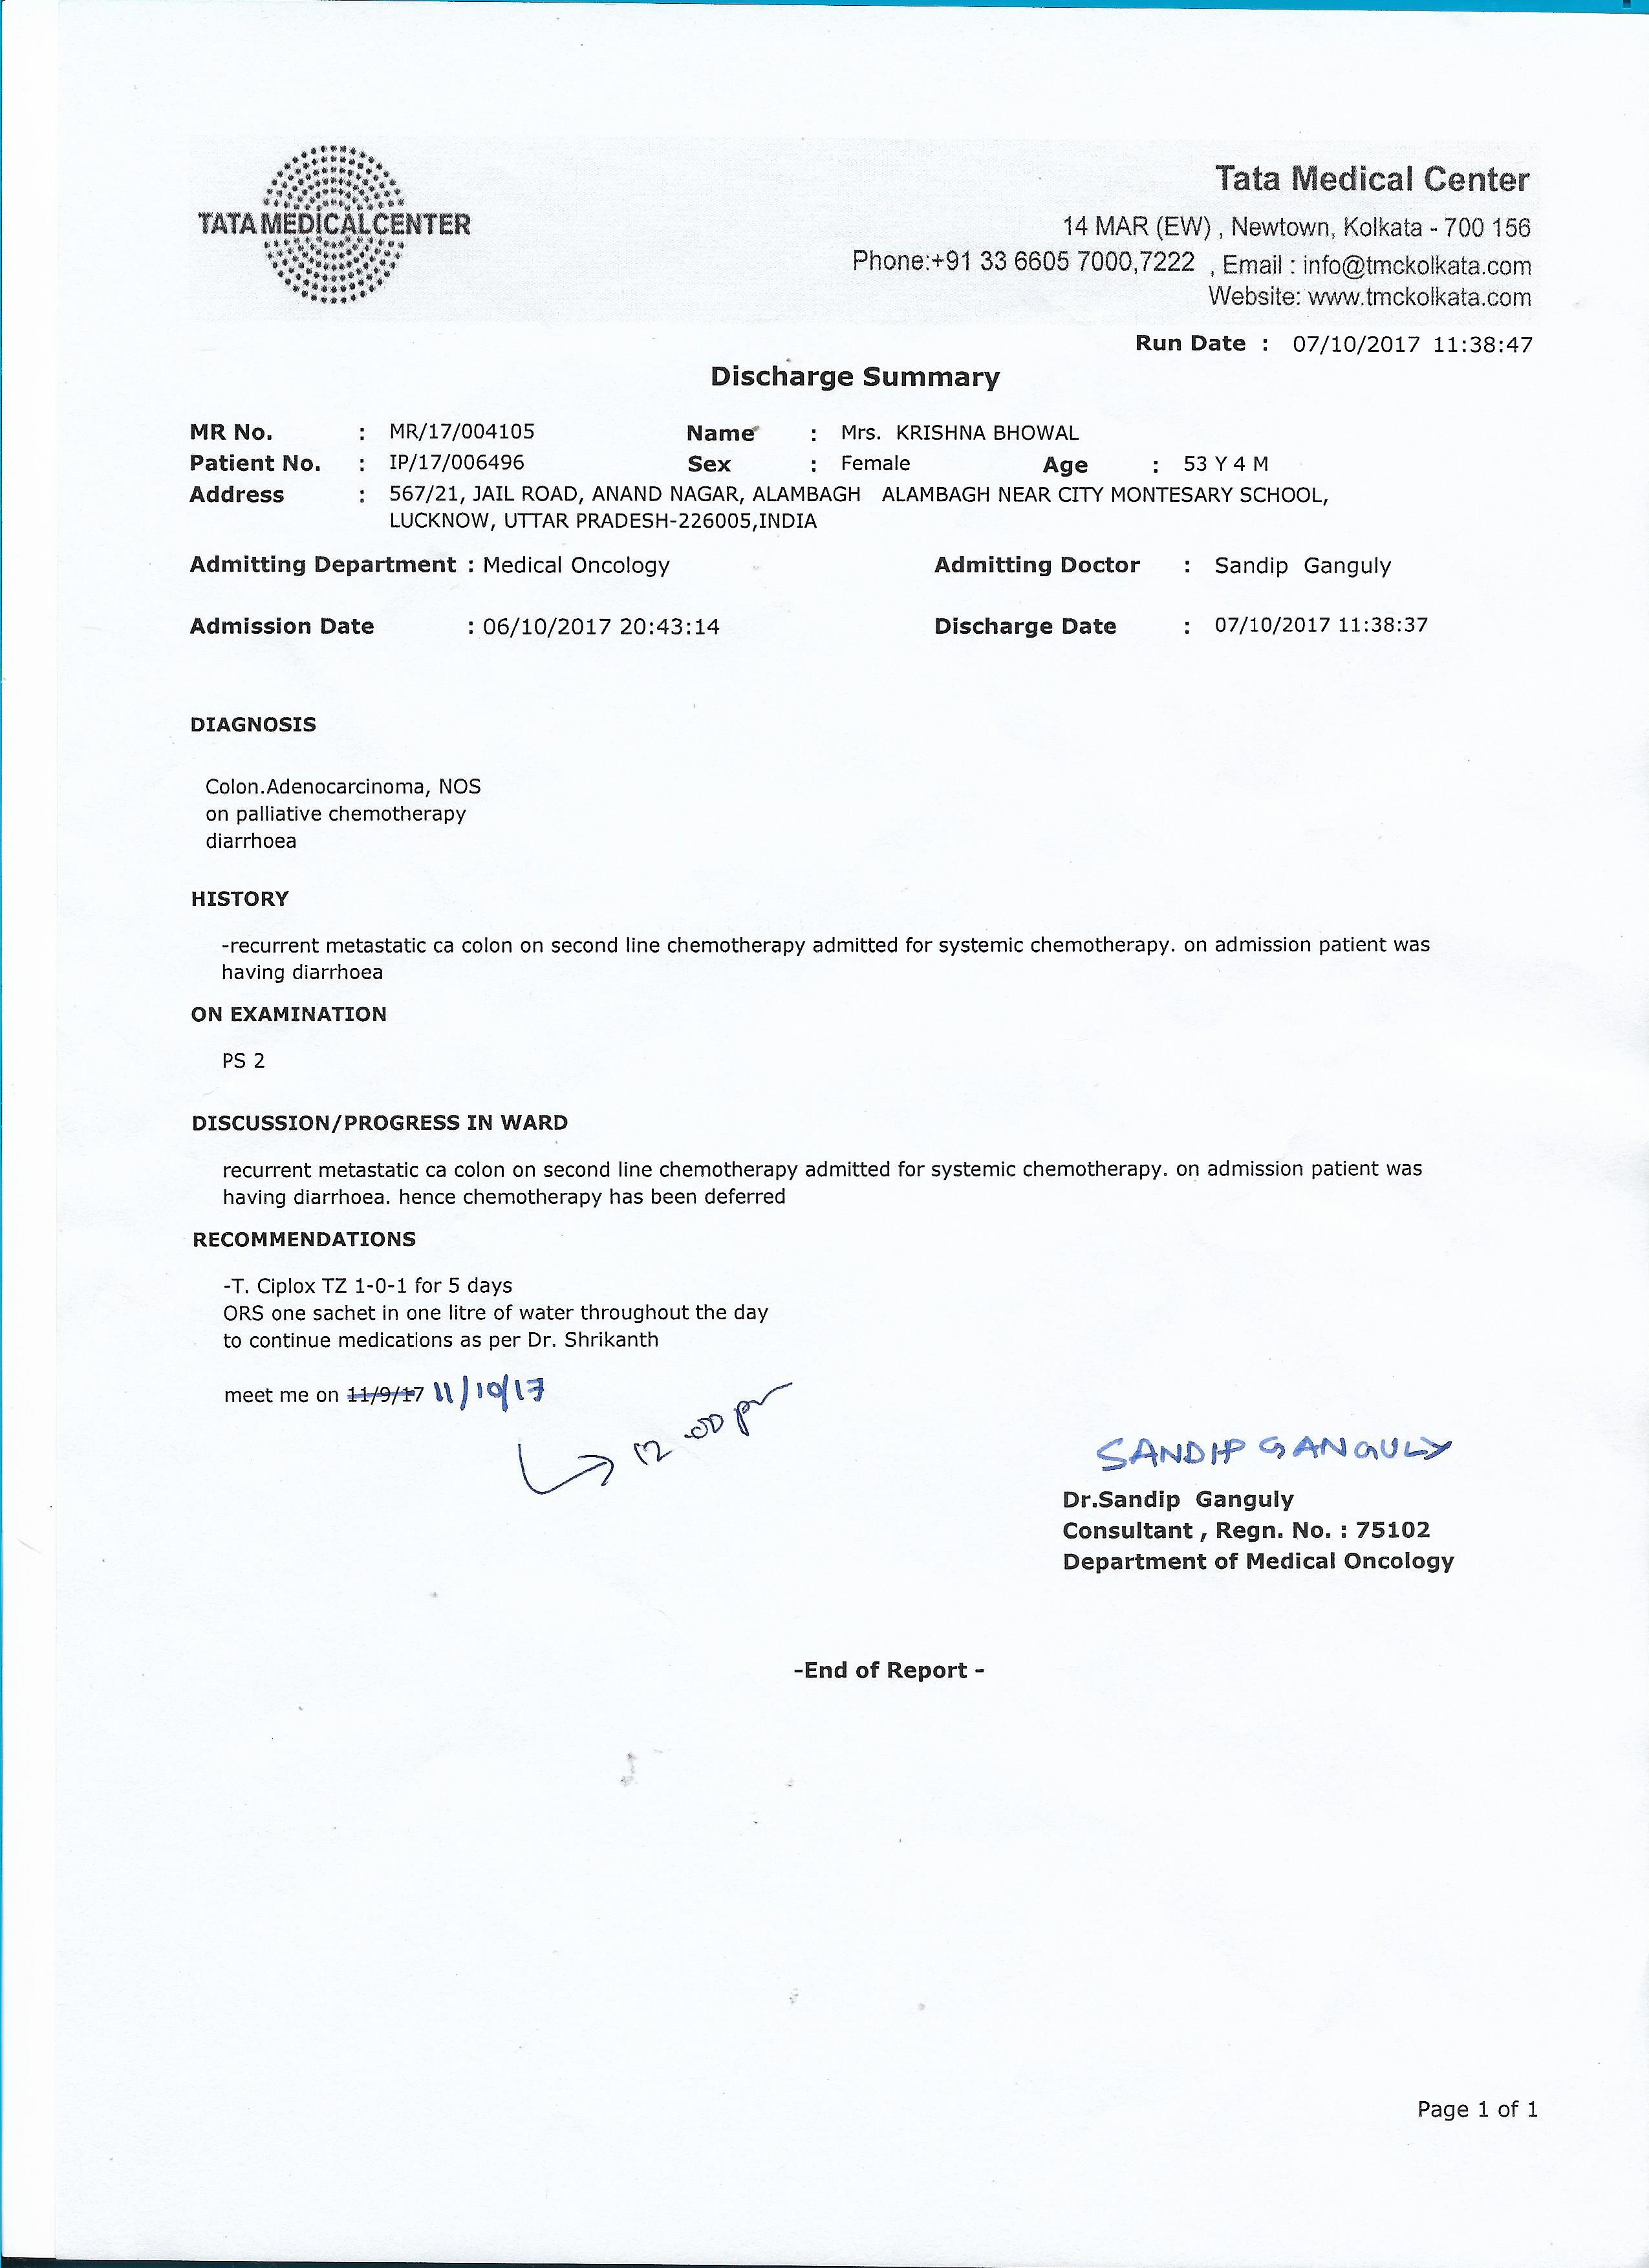 TATA MEDICAL CENTER
Tata Medical Center
14 MAR (EW) , Newtown, Kolkata - 700 156
Phone:+91 33 6605 7000,7222 , Email : info@tmckolkata.com
Website: www.tmckolkata.com
Run Date : 07/10/2017 11:38:47
Discharge Summary
MR No. : MR/17/004105 Name : Mrs. KRISHNA BHOWAL
Patient No. : IP/17/006496 Sex : Female Age : 53 Y 4 M
Address : 567/21, JAIL ROAD, ANAND NAGAR, ALAMBAGH ALAMBAGH NEAR CITY MONTESARY SCHOOL,
LUCKNOW, UTTAR PRADESH-226005,INDIA
Admitting Department : Medical Oncology Admitting Doctor : Sandip Ganguly
Admission Date : 06/10/2017 20:43:14 Discharge Date : 07/10/2017 11:38:37
DIAGNOSIS
Colon.Adenocarcinoma, NOS
on palliative chemotherapy
diarrhoea
HISTORY
-recurrent metastatic ca colon on second line chemotherapy admitted for systemic chemotherapy. on admission patient was
having diarrhoea
ON EXAMINATION
PS 2
DISCUSSION/PROGRESS IN WARD
recurrent metastatic ca colon on second line chemotherapy admitted for systemic chemotherapy. on admission patient was
having diarrhoea. hence chemotherapy has been deferred
RECOMMENDATIONS
-T. Ciplox TZ 1-0-1 for 5 days
ORS one sachet in one litre of water throughout the day
to continue medications as per Dr. Shrikanth
meet me on 11/9/17 11/10/17
12.00 pm
SANDIP GANGULY
Dr.Sandip Ganguly
Consultant , Regn. No. : 75102
Department of Medical Oncology
-End of Report -
Page 1 of 1